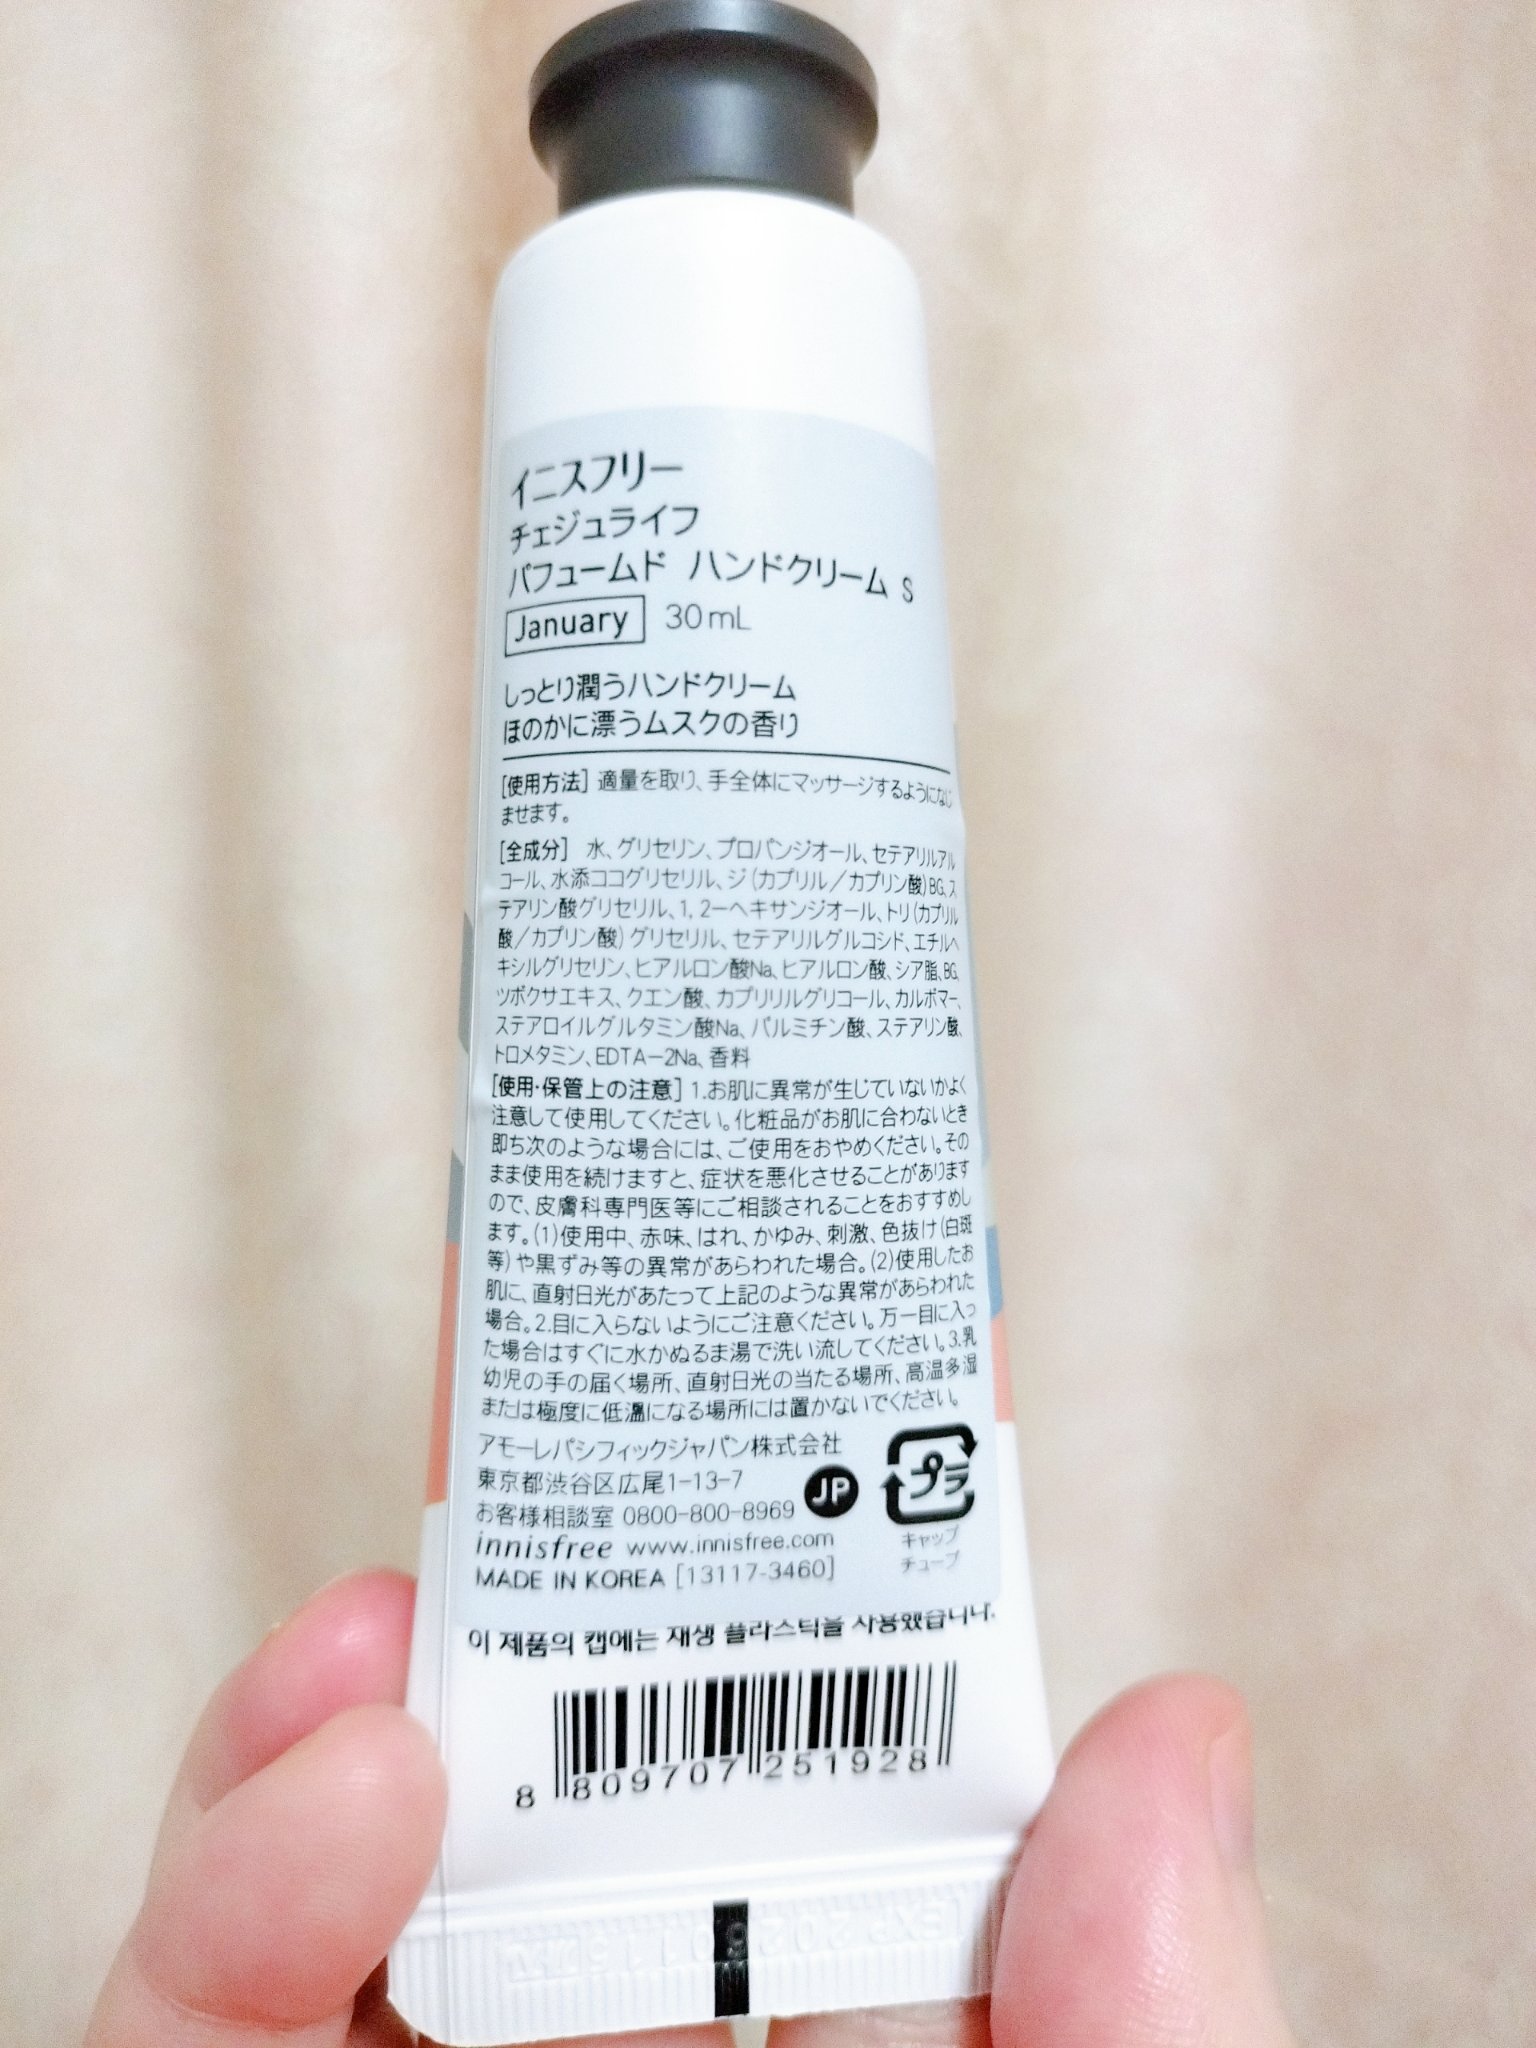 イニスフリー
チェジュライフ
パフュームド ハンドクリーム S
January 30mL
しっとり潤うハンドクリーム
ほのかに漂うムスクの香り
[使用方法] 適量を取り、手全体にマッサージするようになじ
ませます。
[全成分] 水、グリセリン、プロパンジオール、セテアリルアル
コール、水添ココグリセリル、ジ(カプリル/カプリン酸)BG、ス
テアリン酸グリセリル、1, 2-ヘキサンジオール、トリ(カプリル
酸/カプリン酸)グリセリル、セテアリルグルコシド、エチルヘ
キシルグリセリン、ヒアルロン酸Na、ヒアルロン酸、シア脂、BG、
ツボクサエキス、クエン酸、カプリリルグリコール、カルボマー、
ステアロイルグルタミン酸Na、パルミチン酸、ステアリン酸、
トロメタミン、EDTA-2Na、香料
[使用・保管上の注意] 1.お肌に異常が生じていないかよく
注意して使用してください。化粧品がお肌に合わないとき
即ち次のような場合には、ご使用をおやめください。その
まま使用を続けますと、症状を悪化させることがあります
ので、皮膚科専門医等にご相談されることをおすすめし
ます。(1)使用中、赤味、はれ、かゆみ、刺激、色抜け(白斑
等)や黒ずみ等の異常があらわれた場合。(2)使用したお
肌に、直射日光があたって上記のような異常があらわれた
場合。2.目に入らないようにご注意ください。万一目に入っ
た場合はすぐに水かぬるま湯で洗い流してください。3.乳
幼児の手の届く場所、直射日光の当たる場所、高温多湿
または極度に低温になる場所には置かないでください。
アモーレパシフィックジャパン株式会社
東京都渋谷区広尾1-13-7
お客様相談室 0800-800-8969
JP
プラ
キャップ
チューブ
innisfree www.innisfree.com
MADE IN KOREA [13117-3460]
이 제품의 캡에는 재생 플라스틱을 사용했습니다.
8 809707 251928